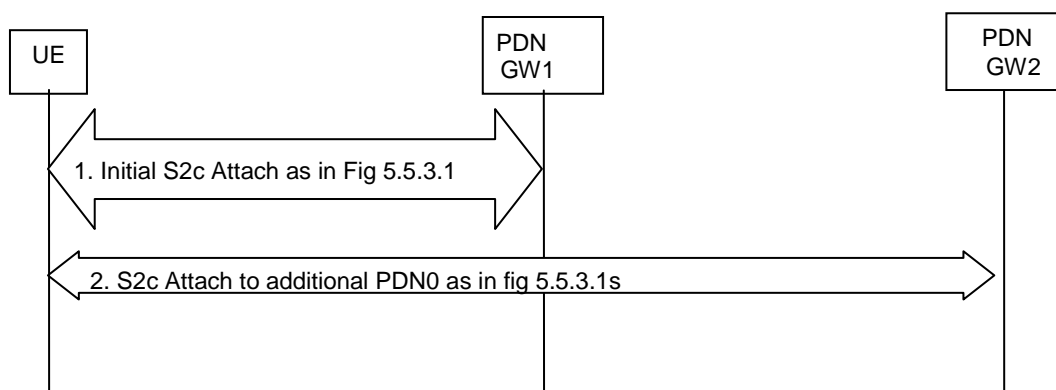 UE
PDN
GW1
PDN
GW2
1. Initial S2c Attach as in Fig 5.5.3.1
2. S2c Attach to additional PDN0 as in fig 5.5.3.1s